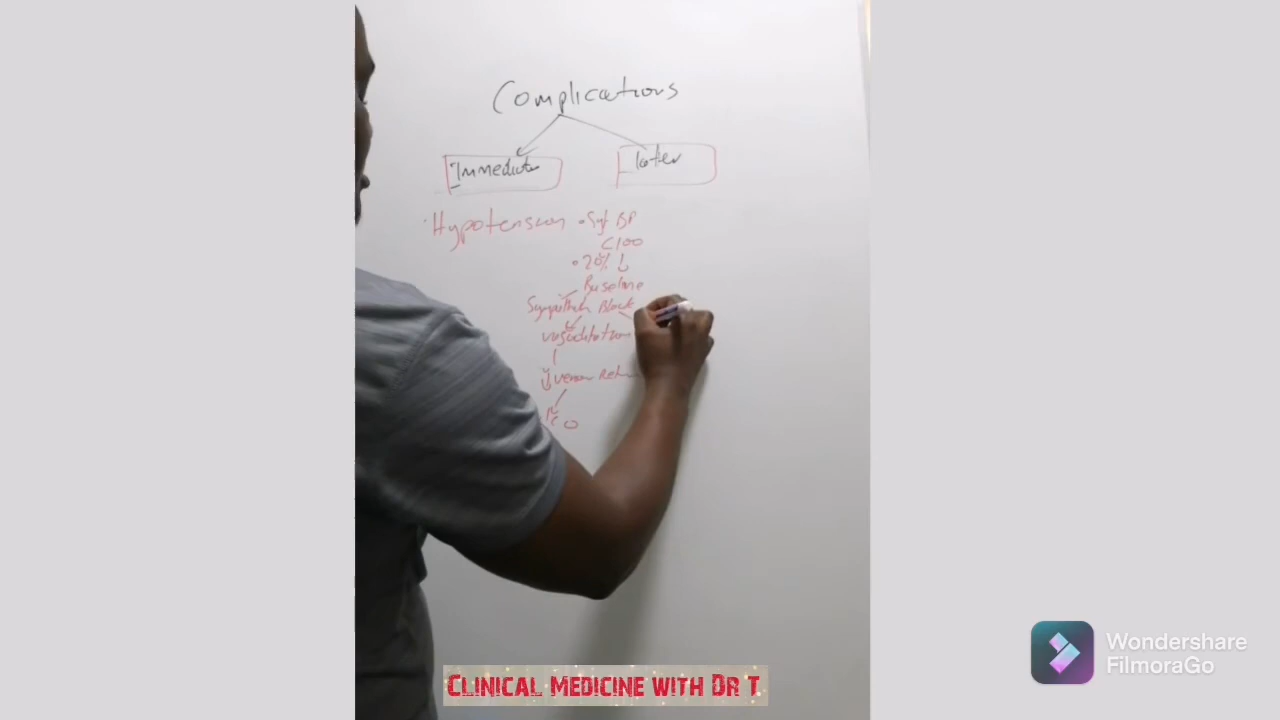 Complications
Immediate
later
Hypotension • Sys BP
<100
• 20% ↓
Baseline
Sympathetic Block
vasodilation
↓ venous Return
↓ CO
CLINICAL MEDICINE WITH DR T
Wondershare
FilmoraGo